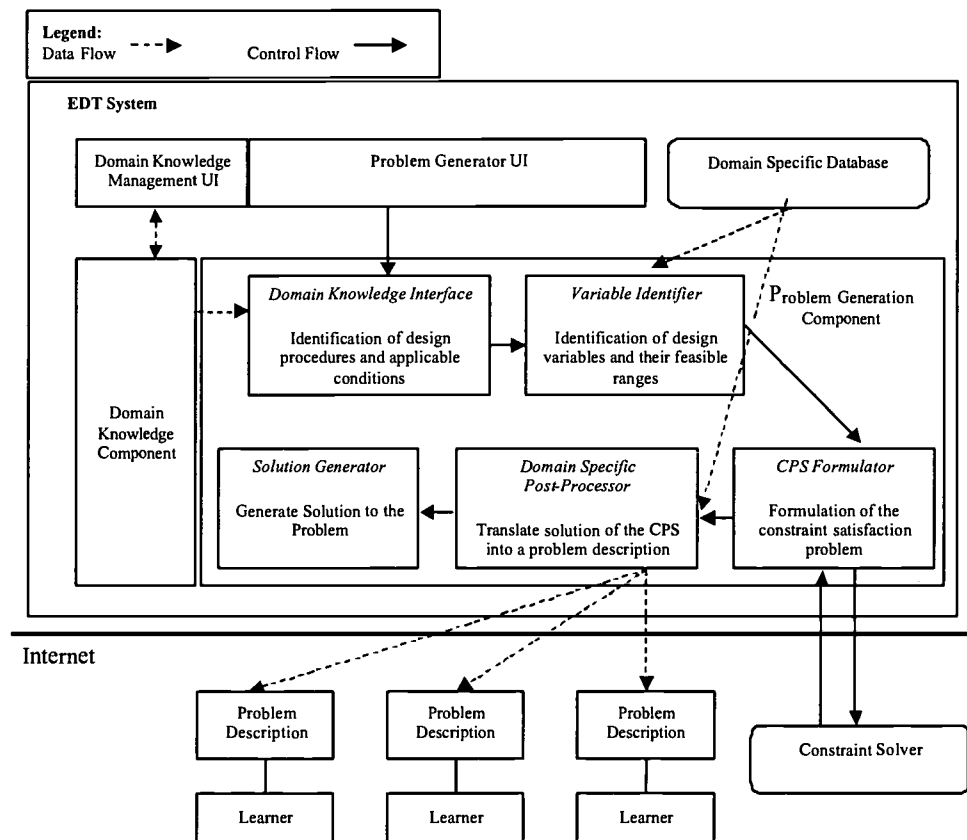 Legend:
Data Flow
Control Flow
EDT System
Domain Knowledge
Management UI
Problem Generator UI
Domain Specific Database
Domain Knowledge Interface
Identification of design
procedures and applicable
conditions
Variable Identifier
Identification of design
variables and their feasible
ranges
Problem Generation
Component
Domain
Knowledge
Component
Solution Generator
Generate Solution to the
Problem
Domain Specific
Post-Processor
Translate solution of the CPS
into a problem description
CPS Formulator
Formulation of the
constraint satisfaction
problem
Internet
Problem
Description
Problem
Description
Problem
Description
Constraint Solver
Learner
Learner
Learner